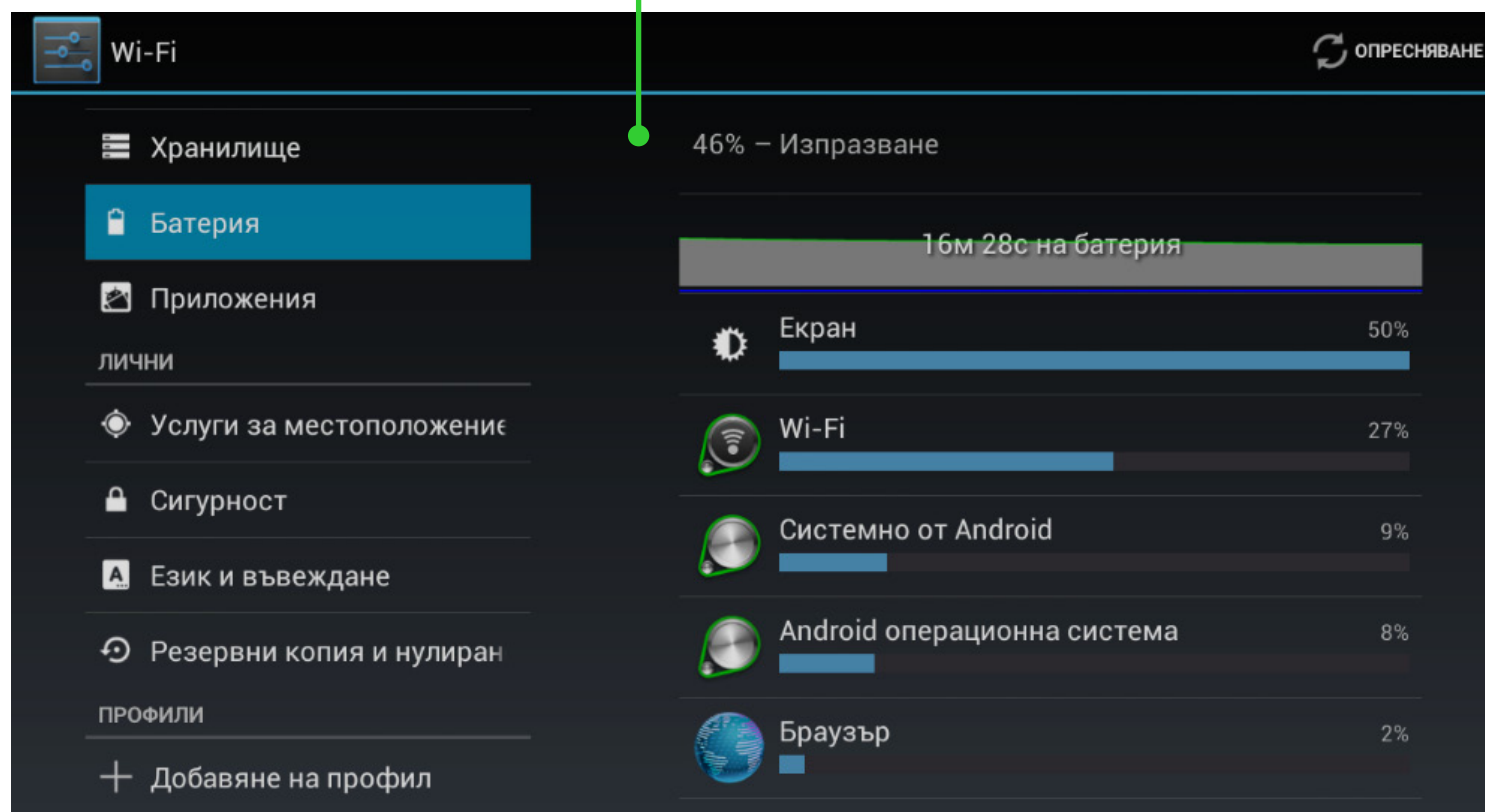 Wi-Fi
ОПРЕСНЯВАНЕ
Хранилище
Батерия
Приложения
ЛИЧНИ
Услуги за местоположение
Сигурност
Език и въвеждане
Резервни копия и нулиран
ПРОФИЛИ
Добавяне на профил
46% – Изпразване
16м 28с на батерия
Екран 50%
Wi-Fi 27%
Системно от Android 9%
Android операционна система 8%
Браузър 2%